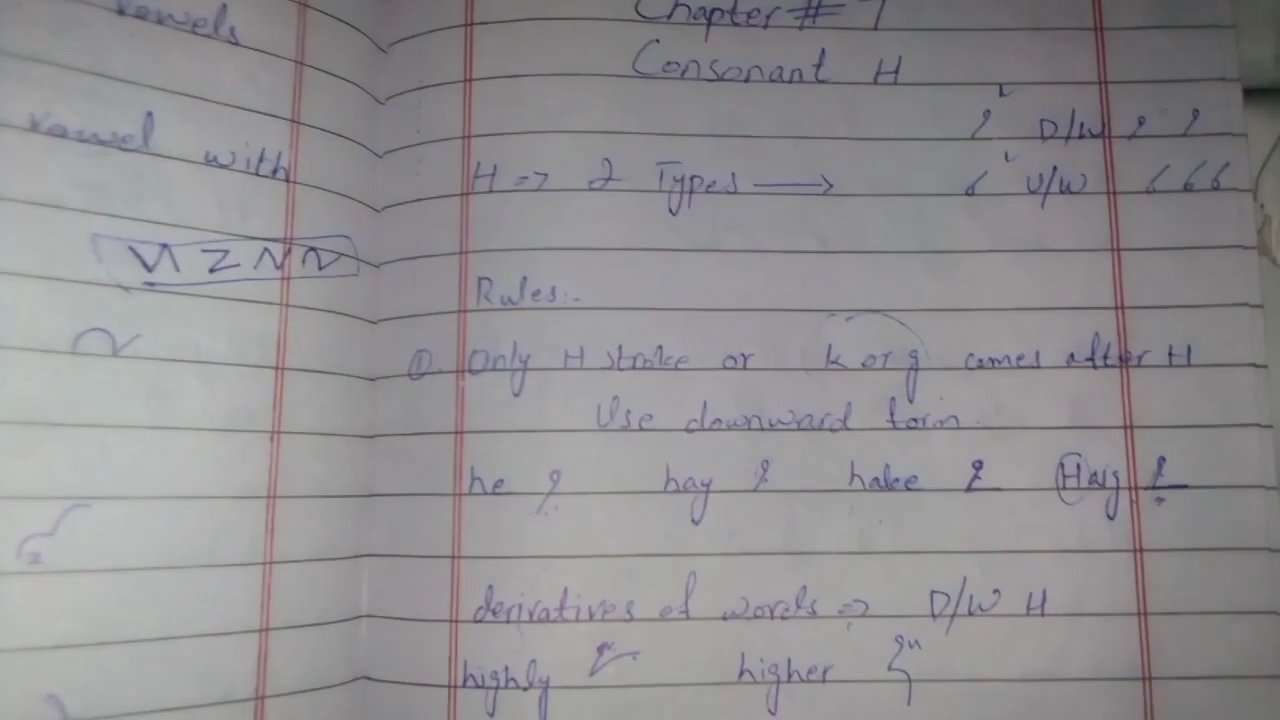 vowels
vowel with
Chapter # 7
Consonant H
D/W
H => 2 Types → U/W
Rules:-
① Only H stroke or k or g comes after H
Use downward form.
he hay hake Haig
derivatives of words => D/W H
highly higher